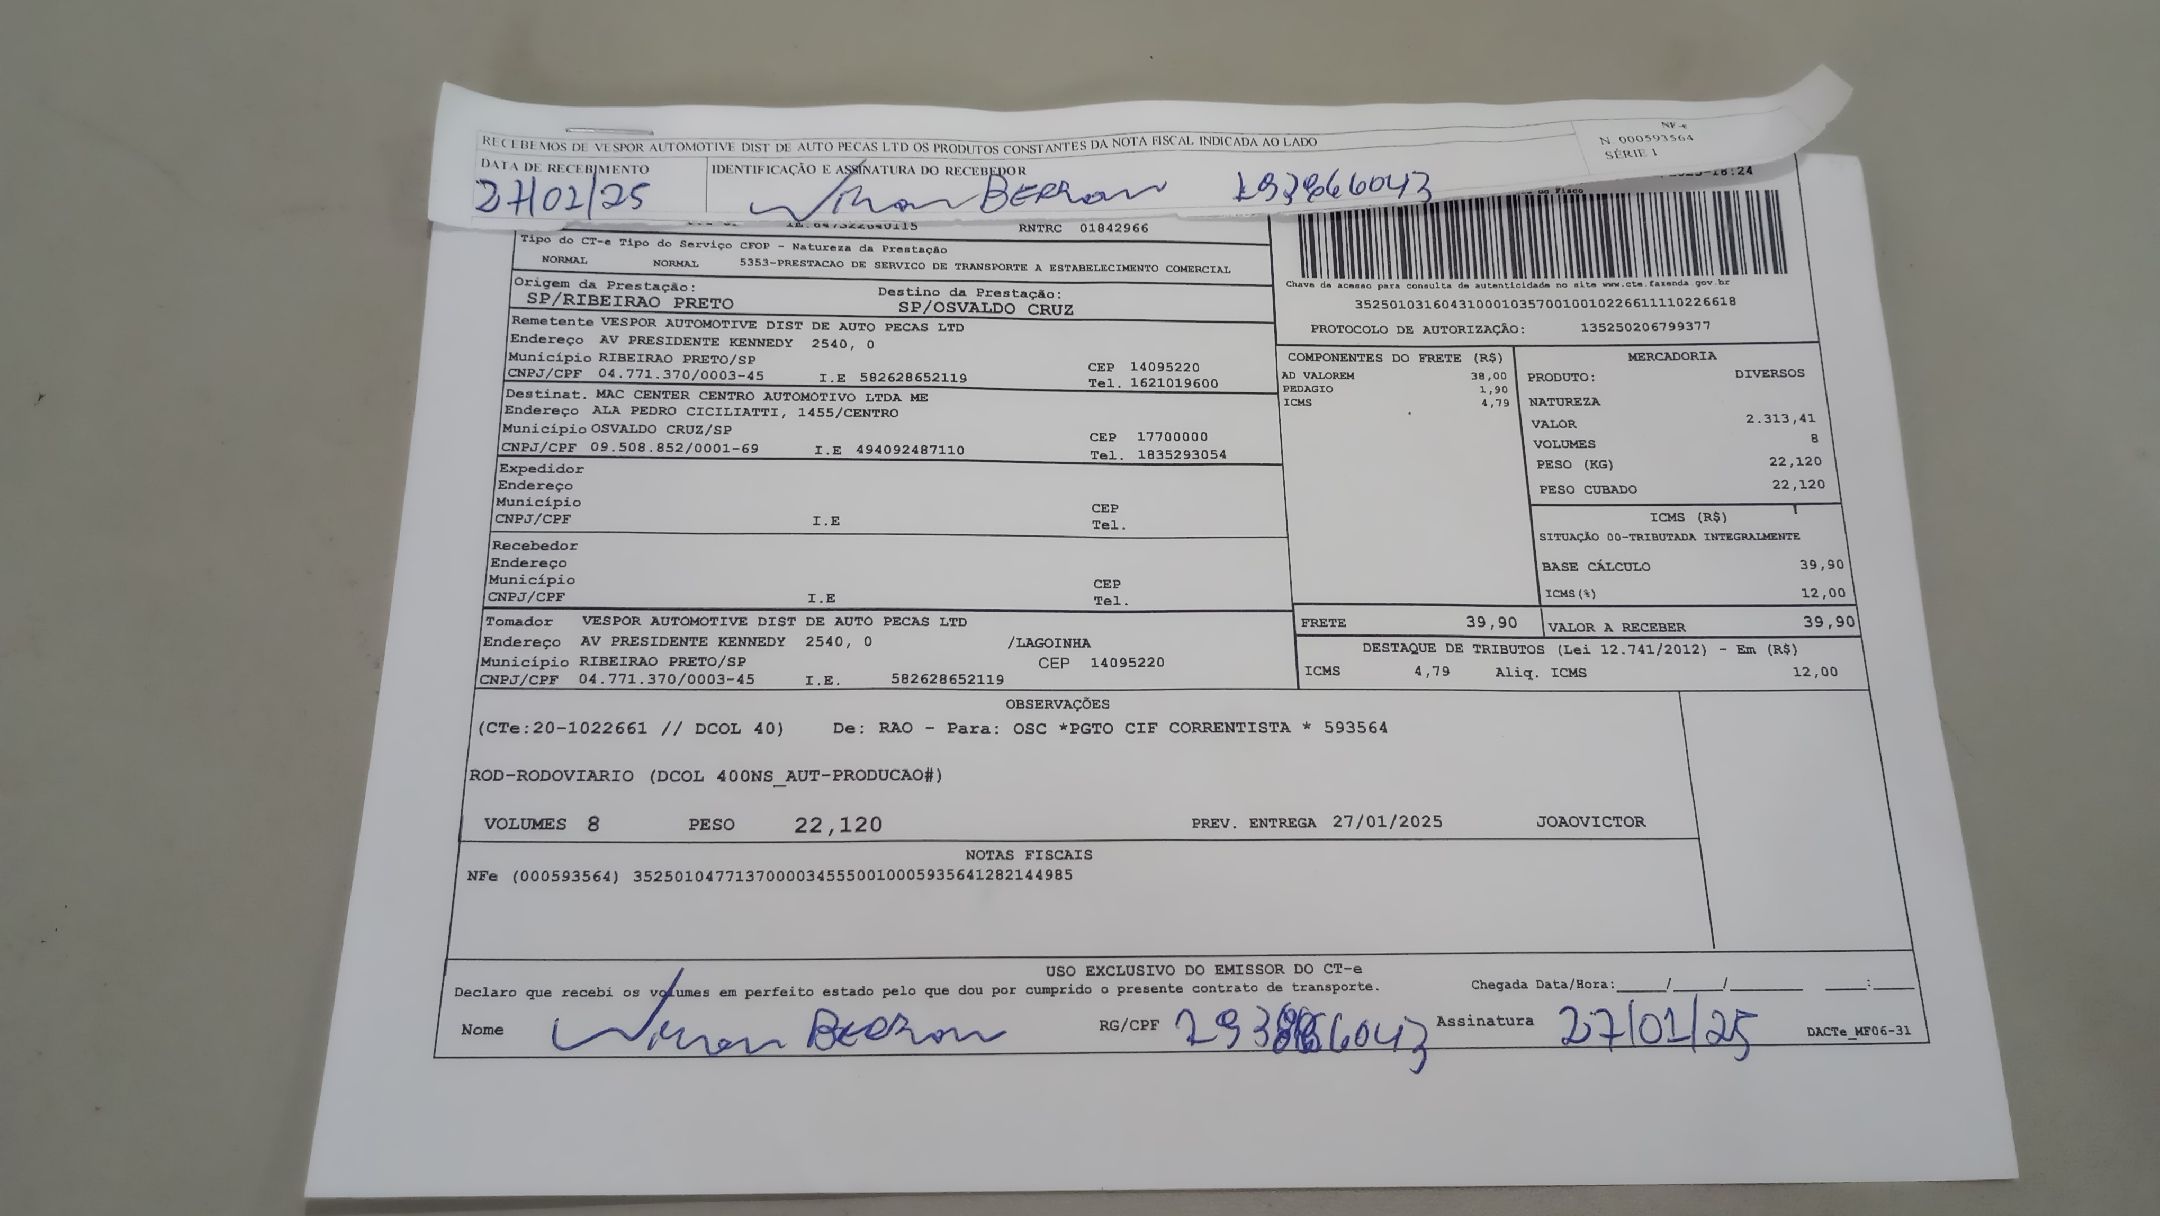 RECEBEMOS DE VESPOR AUTOMOTIVE DIST DE AUTO PECAS LTD OS PRODUTOS CONSTANTES DA NOTA FISCAL INDICADA AO LADO
NF-e
N. 000593564
SÉRIE 1
DATA DE RECEBIMENTO IDENTIFICAÇÃO E ASSINATURA DO RECEBEDOR
27/01/25
RNTRC 01842966
Tipo do CT-e Tipo do Serviço CFOP - Natureza da Prestação
NORMAL NORMAL 5353-PRESTACAO DE SERVICO DE TRANSPORTE A ESTABELECIMENTO COMERCIAL
Origem da Prestação: Destino da Prestação:
SP/RIBEIRAO PRETO SP/OSVALDO CRUZ
Chave de acesso para consulta de autenticidade no site www.cte.fazenda.gov.br
35250103160431000103570010010226611110226618
PROTOCOLO DE AUTORIZAÇÃO: 135250206799377
Remetente VESPOR AUTOMOTIVE DIST DE AUTO PECAS LTD
Endereço AV PRESIDENTE KENNEDY 2540, 0
Município RIBEIRAO PRETO/SP CEP 14095220
CNPJ/CPF 04.771.370/0003-45 I.E 582628652119 Tel. 1621019600
Destinat. MAC CENTER CENTRO AUTOMOTIVO LTDA ME
Endereço ALA PEDRO CICILIATTI, 1455/CENTRO
Município OSVALDO CRUZ/SP CEP 17700000
CNPJ/CPF 09.508.852/0001-69 I.E 494092487110 Tel. 1835293054
Expedidor
Endereço
Município CEP
CNPJ/CPF I.E Tel.
Recebedor
Endereço
Município CEP
CNPJ/CPF I.E Tel.
Tomador VESPOR AUTOMOTIVE DIST DE AUTO PECAS LTD
Endereço AV PRESIDENTE KENNEDY 2540, 0 /LAGOINHA
Município RIBEIRAO PRETO/SP CEP 14095220
CNPJ/CPF 04.771.370/0003-45 I.E. 582628652119
COMPONENTES DO FRETE (R$)
AD VALOREM 38,00
PEDAGIO 1,90
ICMS 4,79
MERCADORIA
PRODUTO: DIVERSOS
NATUREZA
VALOR 2.313,41
VOLUMES 8
PESO (KG) 22,120
PESO CUBADO 22,120
ICMS (R$)
SITUAÇÃO 00-TRIBUTADA INTEGRALMENTE
BASE CÁLCULO 39,90
ICMS(%) 12,00
FRETE 39,90 VALOR A RECEBER 39,90
DESTAQUE DE TRIBUTOS (Lei 12.741/2012) - Em (R$)
ICMS 4,79 Aliq. ICMS 12,00
OBSERVAÇÕES
(CTe:20-1022661 // DCOL 40) De: RAO - Para: OSC *PGTO CIF CORRENTISTA * 593564
ROD-RODOVIARIO (DCOL 400NS_AUT-PRODUCAO#)
VOLUMES 8 PESO 22,120 PREV. ENTREGA 27/01/2025 JOAOVICTOR
NOTAS FISCAIS
NFe (000593564) 35250104771370000345550010005935641282144985
USO EXCLUSIVO DO EMISSOR DO CT-e
Declaro que recebi os volumes em perfeito estado pelo que dou por cumprido o presente contrato de transporte. Chegada Data/Hora:____/____/______ ___:___
Nome RG/CPF Assinatura 27/01/25 DACTe_MF06-31